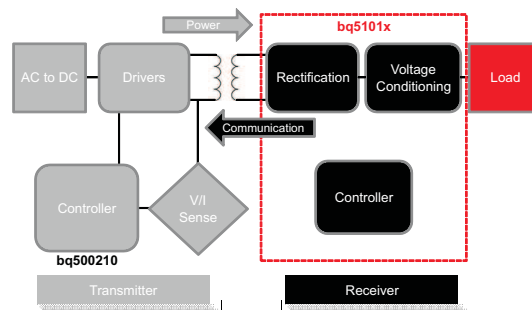 Power
bq5101x
AC to DC
Drivers
Rectification
Voltage
Conditioning
Load
Communication
Controller
V/I
Sense
Controller
bq500210
Transmitter
Receiver